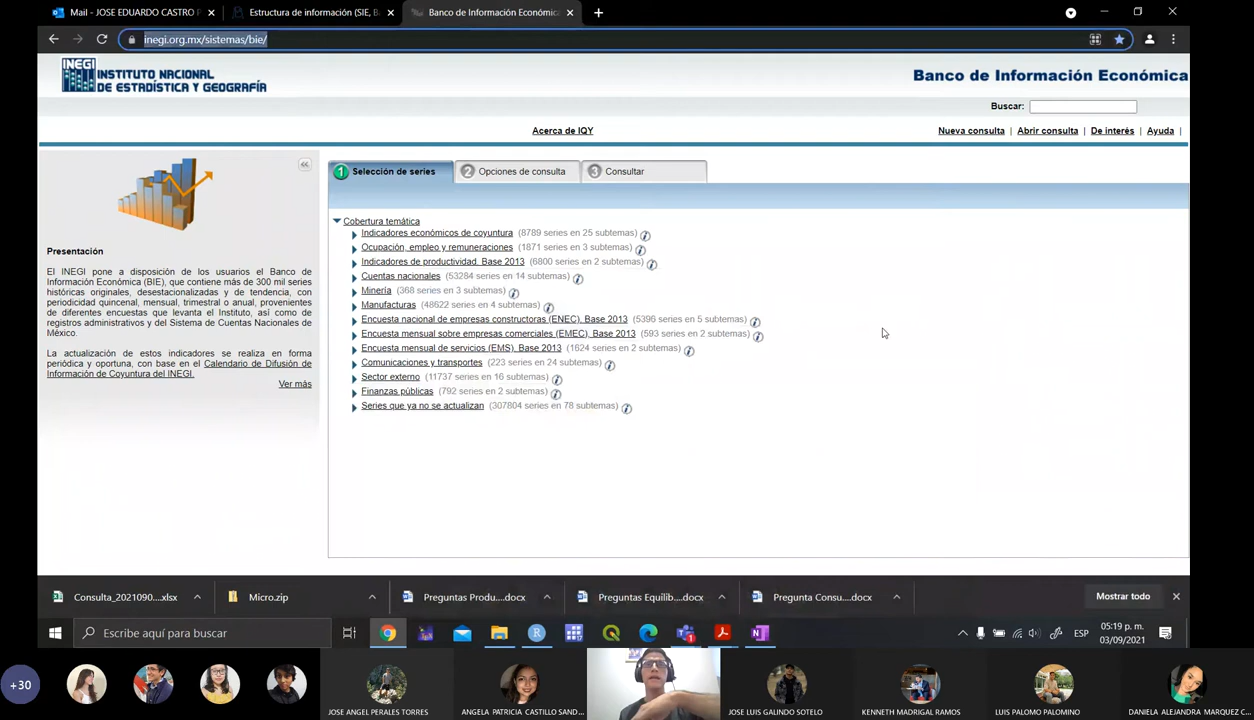 Mail - JOSE EDUARDO CASTRO P
Estructura de información (SIE, B
Banco de Información Económica
inegi.org.mx/sistemas/bie/
INEGI
INSTITUTO NACIONAL
DE ESTADÍSTICA Y GEOGRAFÍA
Banco de Información Económica
Buscar:
Acerca de IQY
Nueva consulta | Abrir consulta | De interés | Ayuda |
Presentación
El INEGI pone a disposición de los usuarios el Banco de
Información Económica (BIE), que contiene más de 300 mil series
históricas originales, desestacionalizadas y de tendencia, con
periodicidad quincenal, mensual, trimestral o anual, provenientes
de diferentes encuestas que levanta el Instituto, así como de
registros administrativos y del Sistema de Cuentas Nacionales de
México.
La actualización de estos indicadores se realiza en forma
periódica y oportuna, con base en el Calendario de Difusión de
Información de Coyuntura del INEGI.
Ver más
1 Selección de series
2 Opciones de consulta
3 Consultar
Cobertura temática
Indicadores económicos de coyuntura (8789 series en 25 subtemas)
Ocupación, empleo y remuneraciones (1871 series en 3 subtemas)
Indicadores de productividad. Base 2013 (6800 series en 2 subtemas)
Cuentas nacionales (53284 series en 14 subtemas)
Minería (368 series en 3 subtemas)
Manufacturas (48622 series en 4 subtemas)
Encuesta nacional de empresas constructoras (ENEC). Base 2013 (5396 series en 5 subtemas)
Encuesta mensual sobre empresas comerciales (EMEC). Base 2013 (593 series en 2 subtemas)
Encuesta mensual de servicios (EMS). Base 2013 (1624 series en 2 subtemas)
Comunicaciones y transportes (223 series en 24 subtemas)
Sector externo (11737 series en 16 subtemas)
Finanzas públicas (792 series en 2 subtemas)
Series que ya no se actualizan (307804 series en 78 subtemas)
Consulta_2021090....xlsx
Micro.zip
Preguntas Produ....docx
Preguntas Equilib....docx
Pregunta Consu....docx
Mostrar todo
Escribe aquí para buscar
ESP
05:19 p. m.
03/09/2021
+30
JOSE ANGEL PERALES TORRES
ANGELA PATRICIA CASTILLO SAND...
JOSE LUIS GALINDO SOTELO
KENNETH MADRIGAL RAMOS
LUIS PALOMO PALOMINO
DANIELA ALEJANDRA MARQUEZ C...